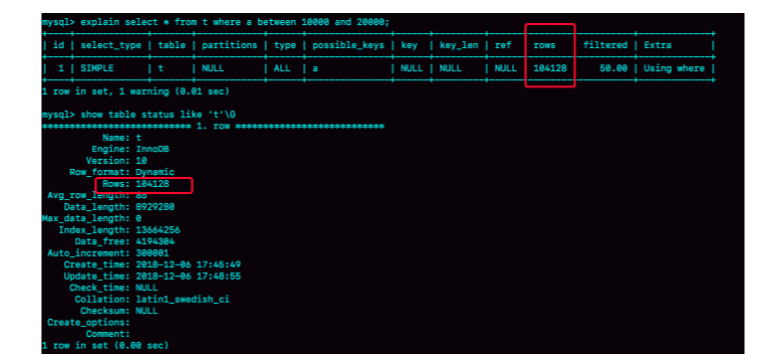 mysql> explain select * from t where a between 10000 and 20000;
| id | select_type | table | partitions | type | possible_keys | key | key_len | ref | rows | filtered | Extra |
| 1 | SIMPLE | t | NULL | ALL | a | NULL | NULL | NULL | 104128 | 50.00 | Using where |
1 row in set, 1 warning (0.01 sec)
mysql> show table status like 't'\G
*************************** 1. row ***************************
Name: t
Engine: InnoDB
Version: 10
Row_format: Dynamic
Rows: 104128
Avg_row_length: 85
Data_length: 8929280
Max_data_length: 0
Index_length: 13664256
Data_free: 4194304
Auto_increment: 300001
Create_time: 2018-12-06 17:45:49
Update_time: 2018-12-06 17:48:55
Check_time: NULL
Collation: latin1_swedish_ci
Checksum: NULL
Create_options:
Comment:
1 row in set (0.00 sec)